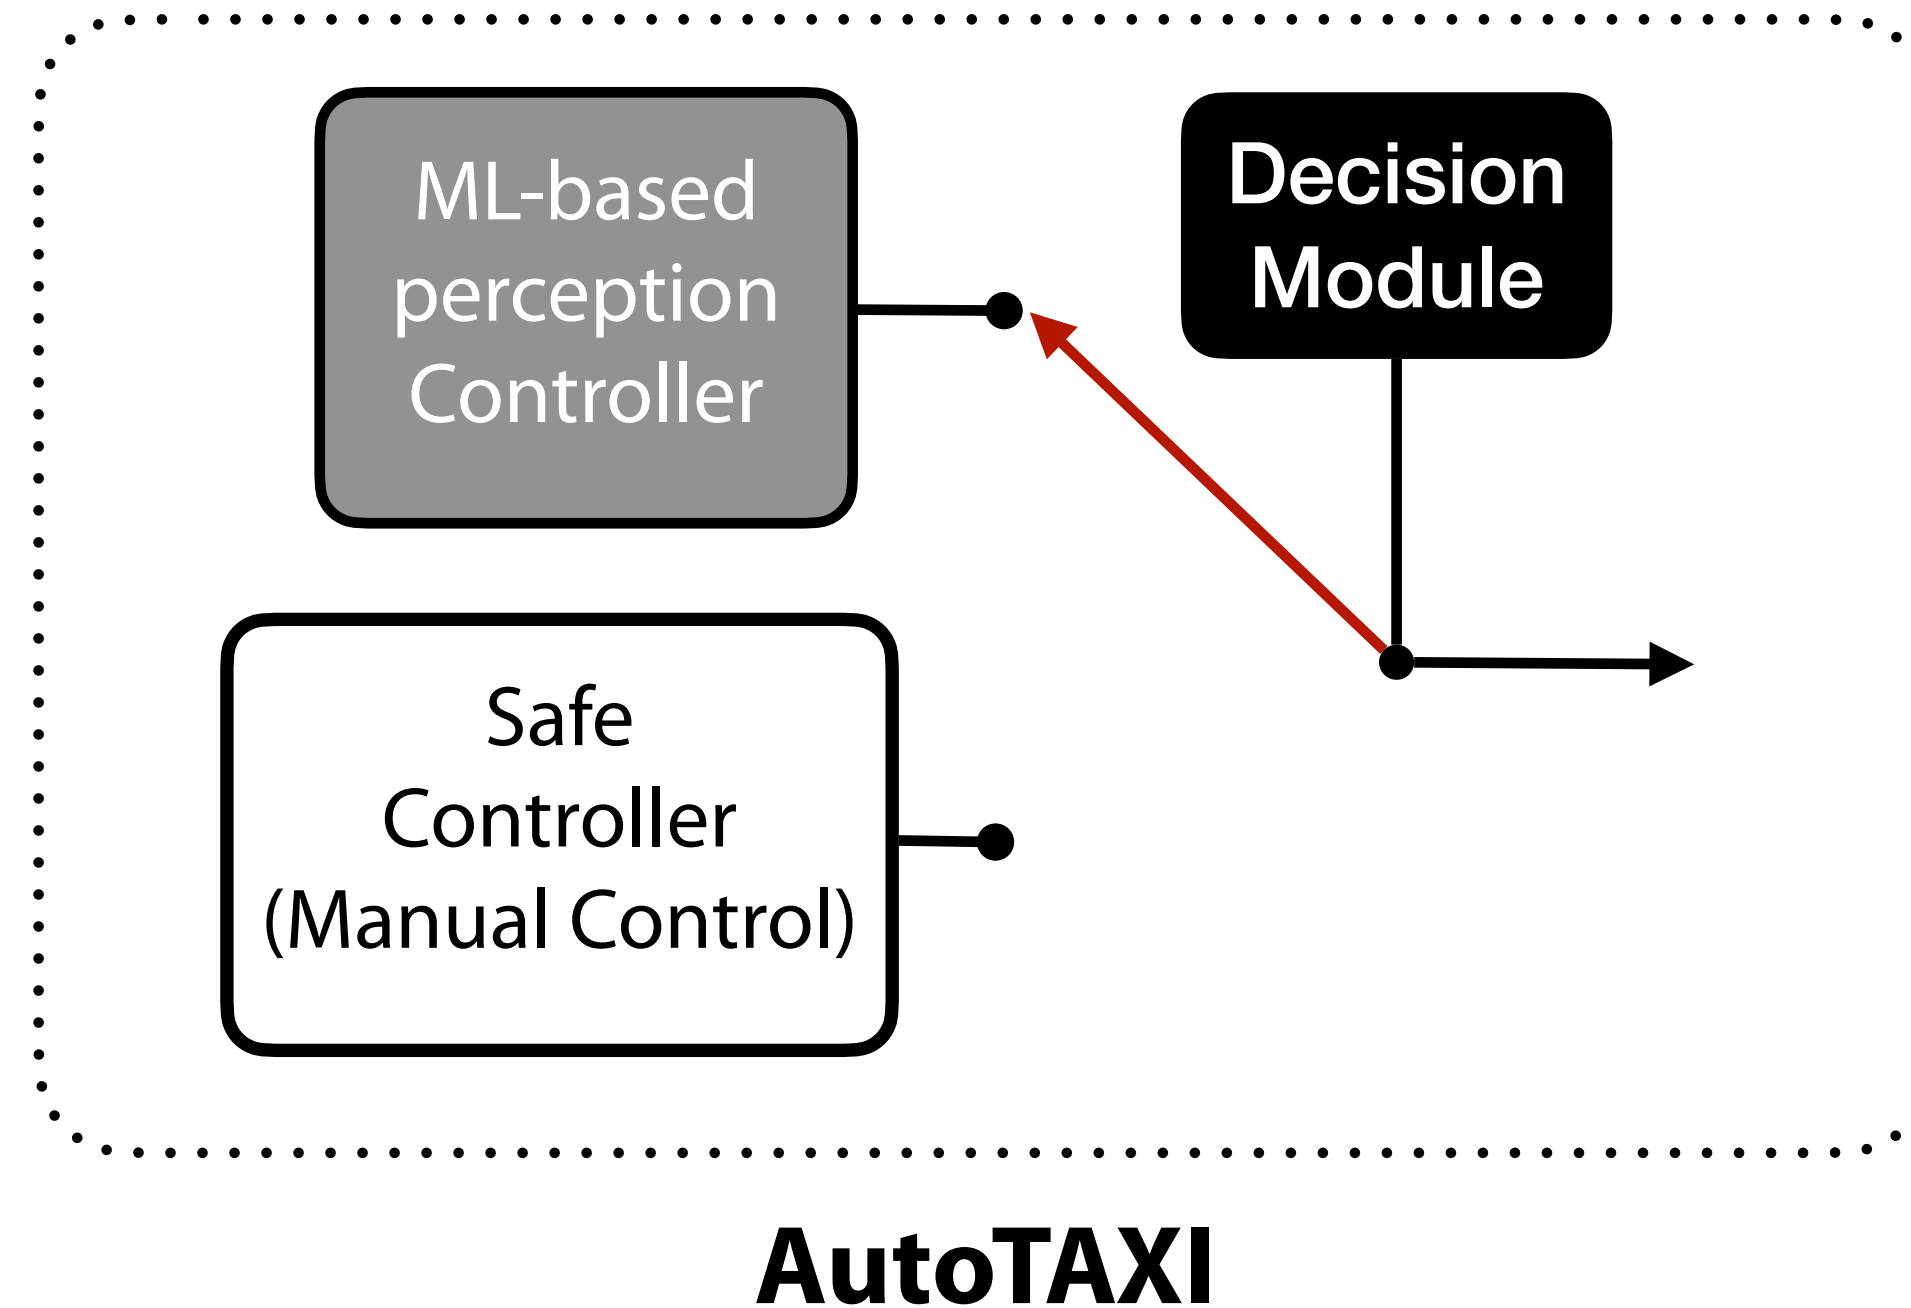 ML-based
perception
Controller
Decision
Module
Safe
Controller
(Manual Control)
AutoTAXI